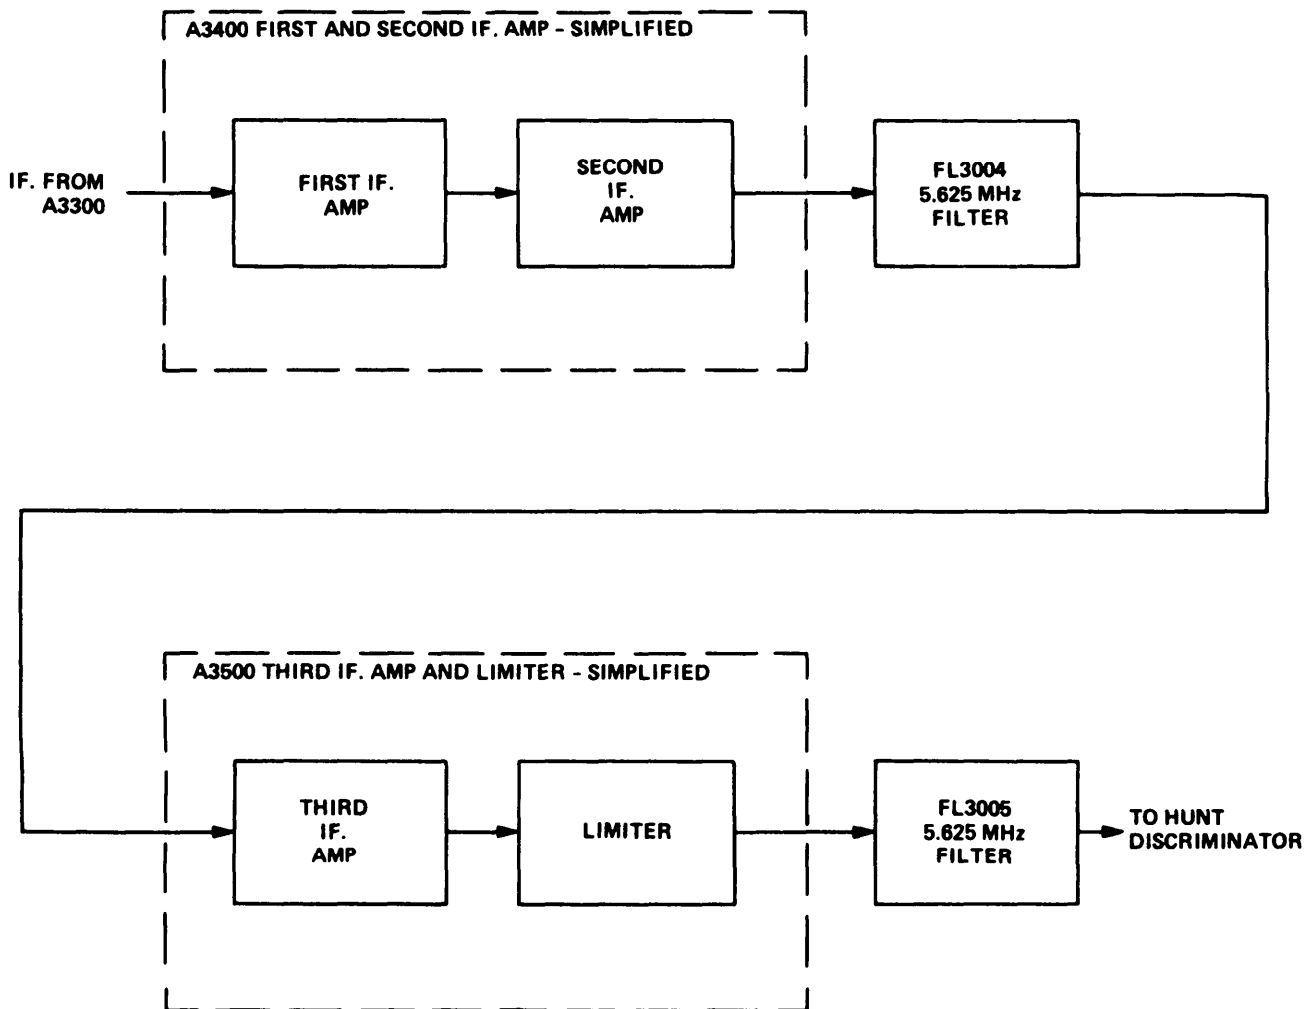 A3400 FIRST AND SECOND IF. AMP - SIMPLIFIED
IF. FROM
A3300
FIRST IF.
AMP
SECOND
IF.
AMP
FL3004
5.625 MHz
FILTER
A3500 THIRD IF. AMP AND LIMITER - SIMPLIFIED
THIRD
IF.
AMP
LIMITER
FL3005
5.625 MHz
FILTER
TO HUNT
DISCRIMINATOR